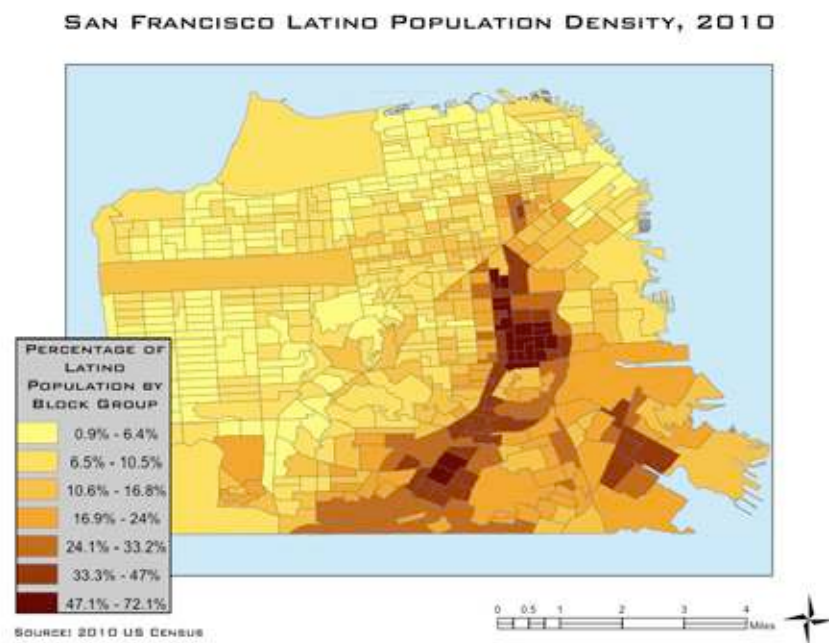 SAN FRANCISCO LATINO POPULATION DENSITY, 2010
PERCENTAGE OF
LATINO
POPULATION BY
BLOCK GROUP
0.9% - 6.4%
6.5% - 10.5%
10.6% - 16.8%
16.9% - 24%
24.1% - 33.2%
33.3% - 47%
47.1% - 72.1%
SOURCE: 2010 US CENSUS
0 0.5 1 2 3 4
Miles